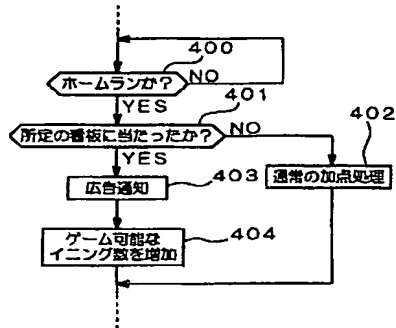 400
ホームランか?
NO
YES
401
所定の看板に当たったか?
NO
402
YES
通常の加点処理
広告通知
403
ゲーム可能な
イニング数を増加
404